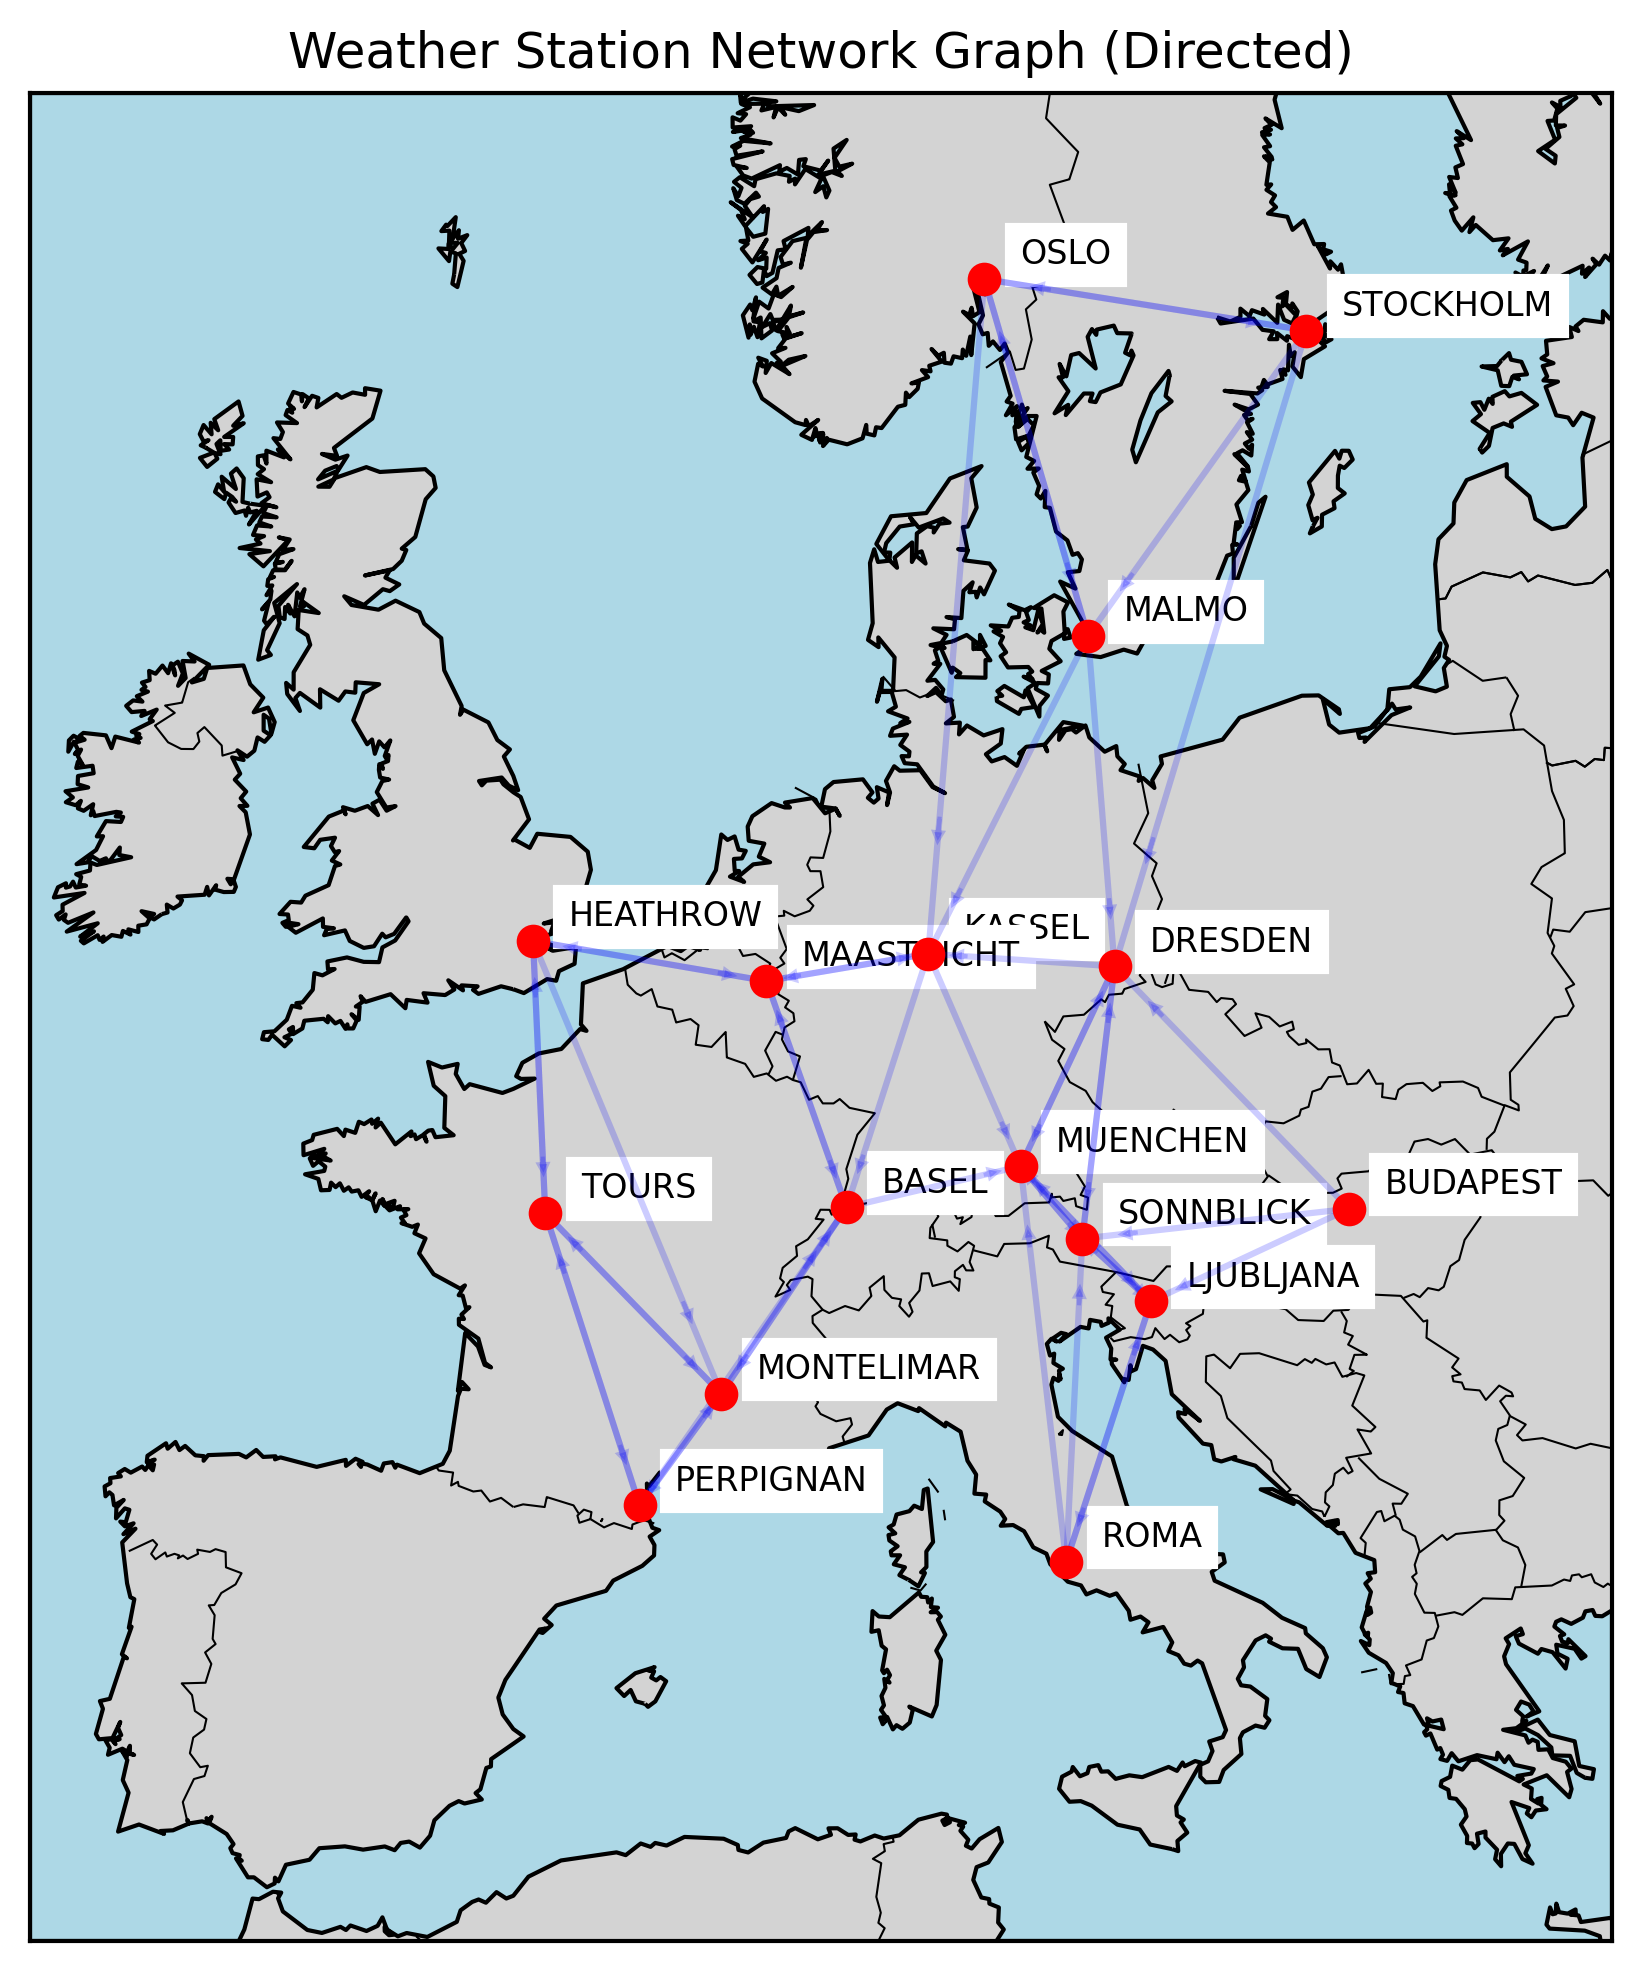 Weather Station Network Graph (Directed)
OSLO
STOCKHOLM
MALMO
HEATHROW
KASSEL
MAASTRICHT
DRESDEN
MUENCHEN
TOURS
BASEL
BUDAPEST
SONNBLICK
LJUBLJANA
MONTELIMAR
PERPIGNAN
ROMA